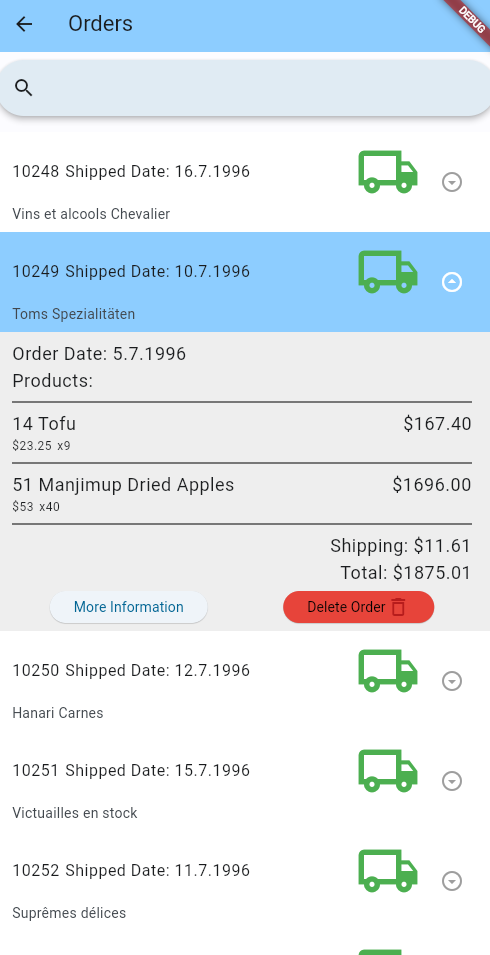 Orders
DEBUG
10248 Shipped Date: 16.7.1996
Vins et alcools Chevalier
10249 Shipped Date: 10.7.1996
Toms Spezialitäten
Order Date: 5.7.1996
Products:
14 Tofu $167.40
$23.25 x9
51 Manjimup Dried Apples $1696.00
$53 x40
Shipping: $11.61
Total: $1875.01
More Information Delete Order
10250 Shipped Date: 12.7.1996
Hanari Carnes
10251 Shipped Date: 15.7.1996
Victuailles en stock
10252 Shipped Date: 11.7.1996
Suprêmes délices